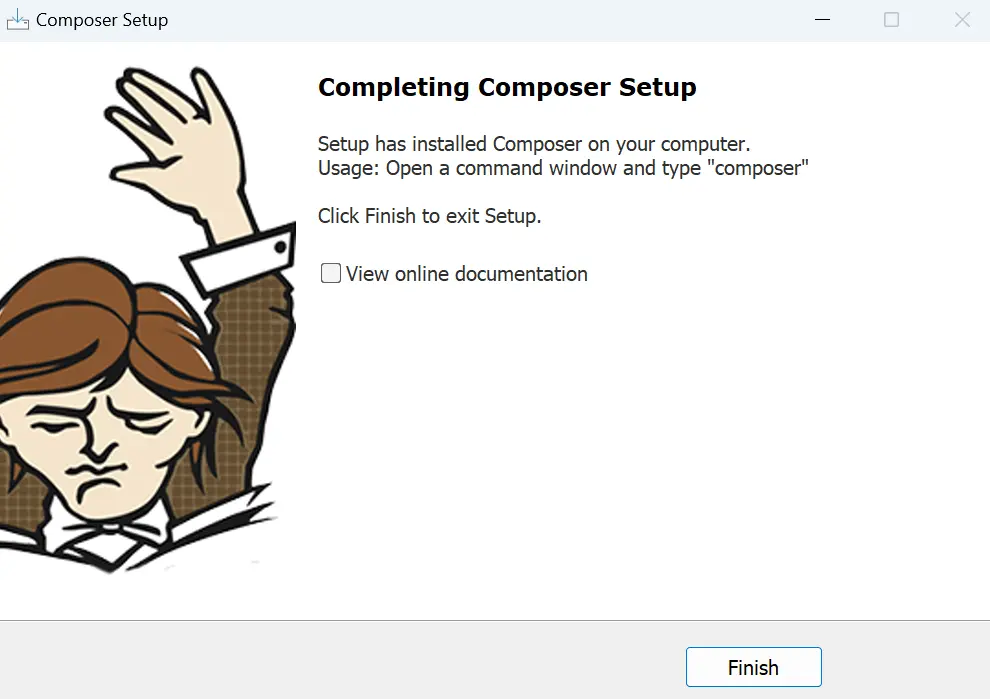 Composer Setup
Completing Composer Setup
Setup has installed Composer on your computer.
Usage: Open a command window and type "composer"
Click Finish to exit Setup.
View online documentation
Finish